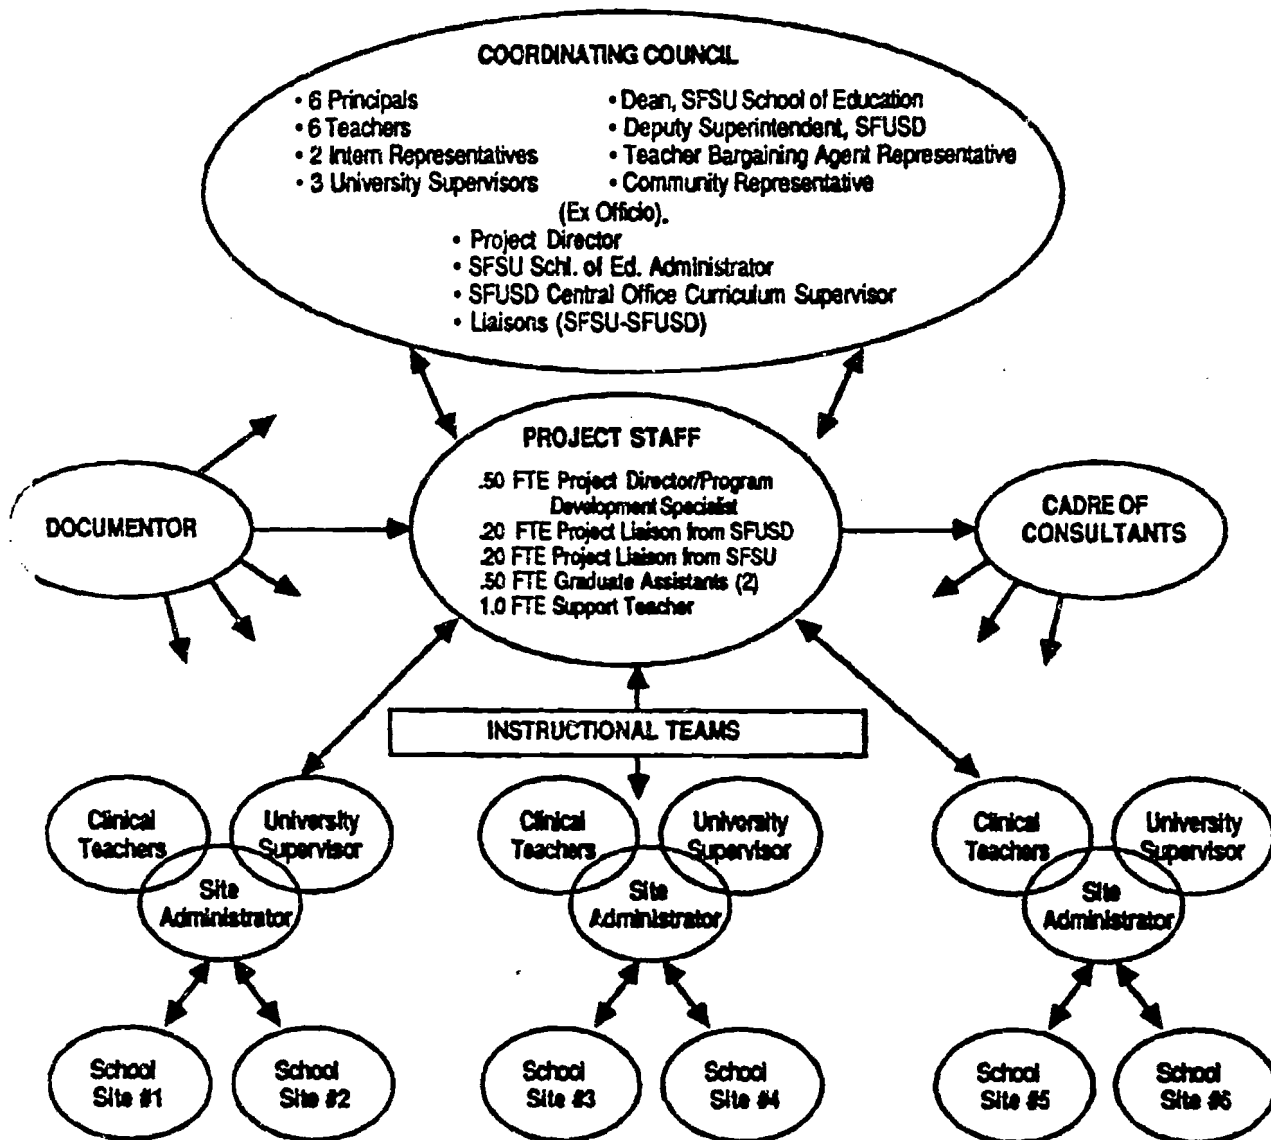 COORDINATING COUNCIL
• 6 Principals
• 6 Teachers
• 2 Intern Representatives
• 3 University Supervisors
• Dean, SFSU School of Education
• Deputy Superintendent, SFUSD
• Teacher Bargaining Agent Representative
• Community Representative
(Ex Officio).
• Project Director
• SFSU Schl. of Ed. Administrator
• SFUSD Central Office Curriculum Supervisor
• Liaisons (SFSU-SFUSD)
PROJECT STAFF
.50 FTE Project Director/Program
Development Specialist
.20 FTE Project Liaison from SFUSD
.20 FTE Project Liaison from SFSU
.50 FTE Graduate Assistants (2)
1.0 FTE Support Teacher
DOCUMENTOR
CADRE OF
CONSULTANTS
INSTRUCTIONAL TEAMS
Clinical
Teachers
University
Supervisor
Site
Administrator
Clinical
Teachers
University
Supervisor
Site
Administrator
Clinical
Teachers
University
Supervisor
Site
Administrator
School
Site #1
School
Site #2
School
Site #3
School
Site #4
School
Site #5
School
Site #6